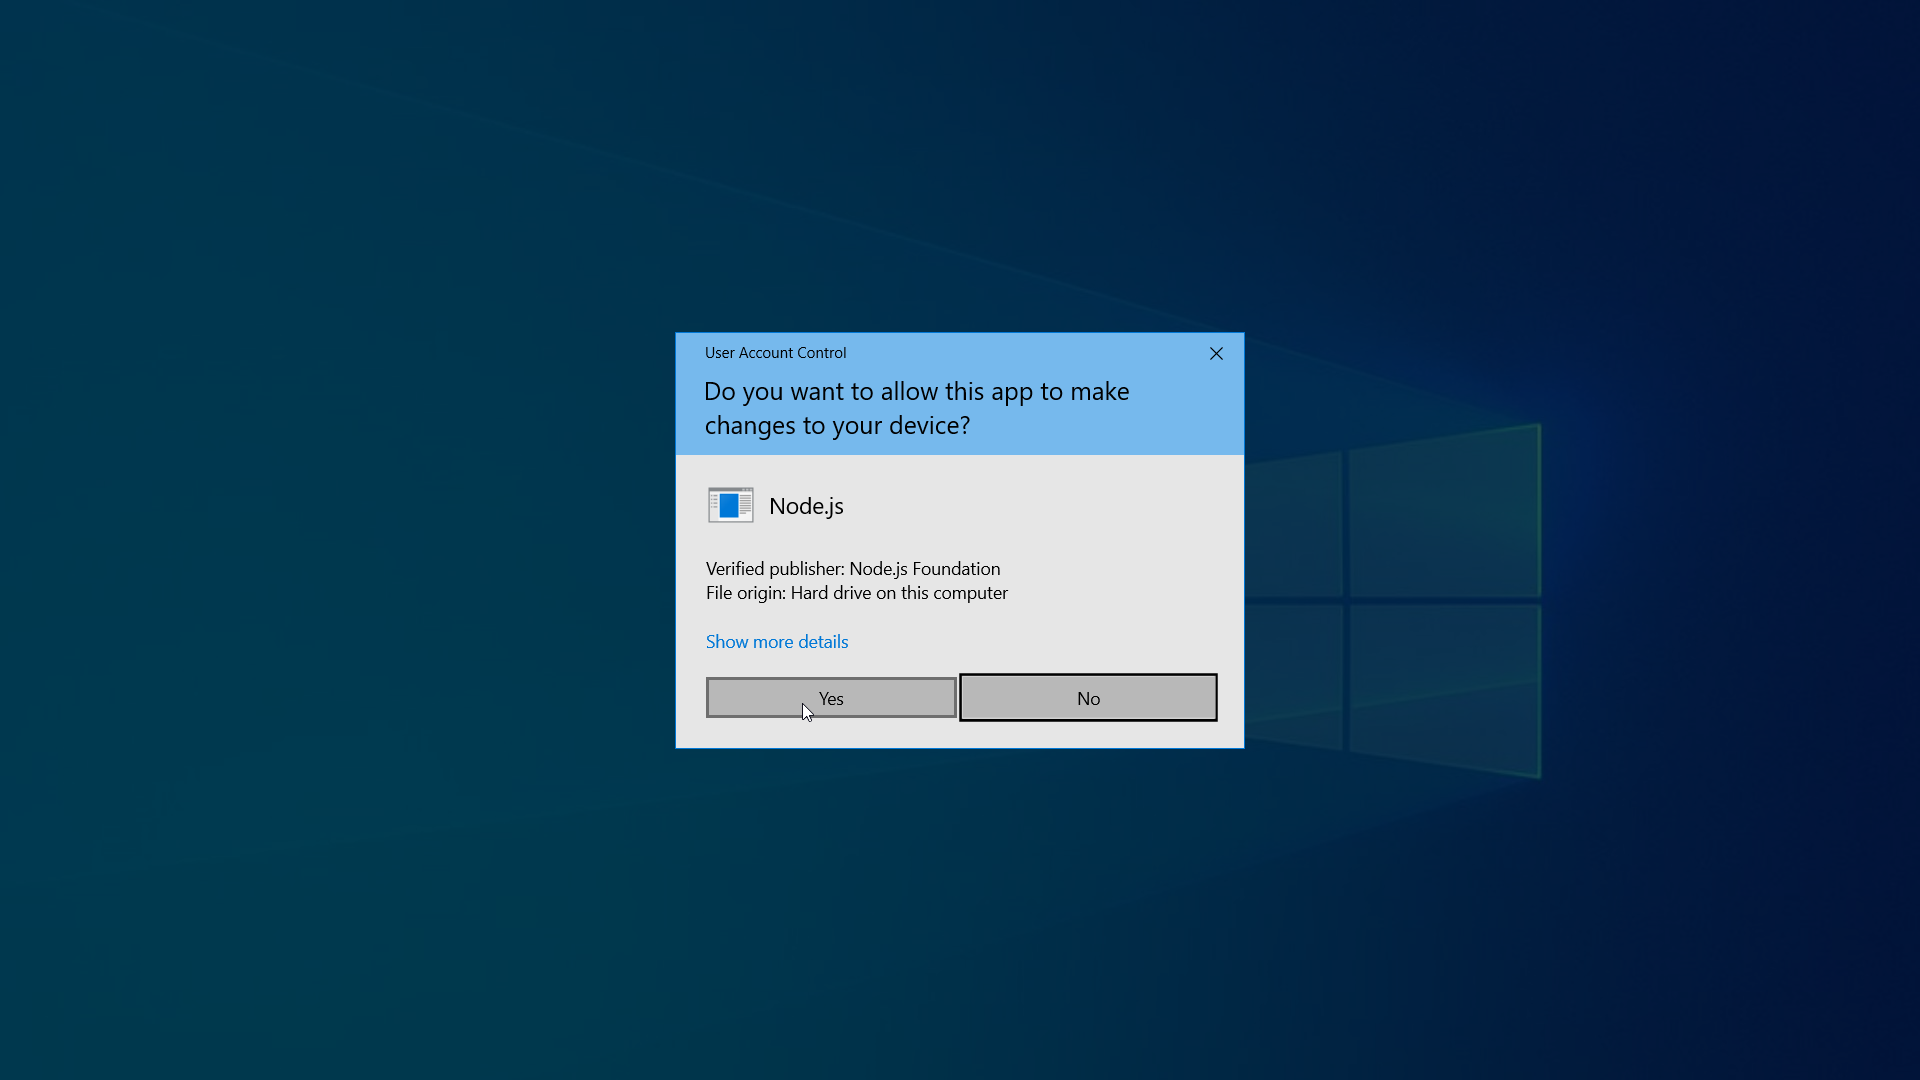 User Account Control
Do you want to allow this app to make
changes to your device?
Node.js
Verified publisher: Node.js Foundation
File origin: Hard drive on this computer
Show more details
Yes
No